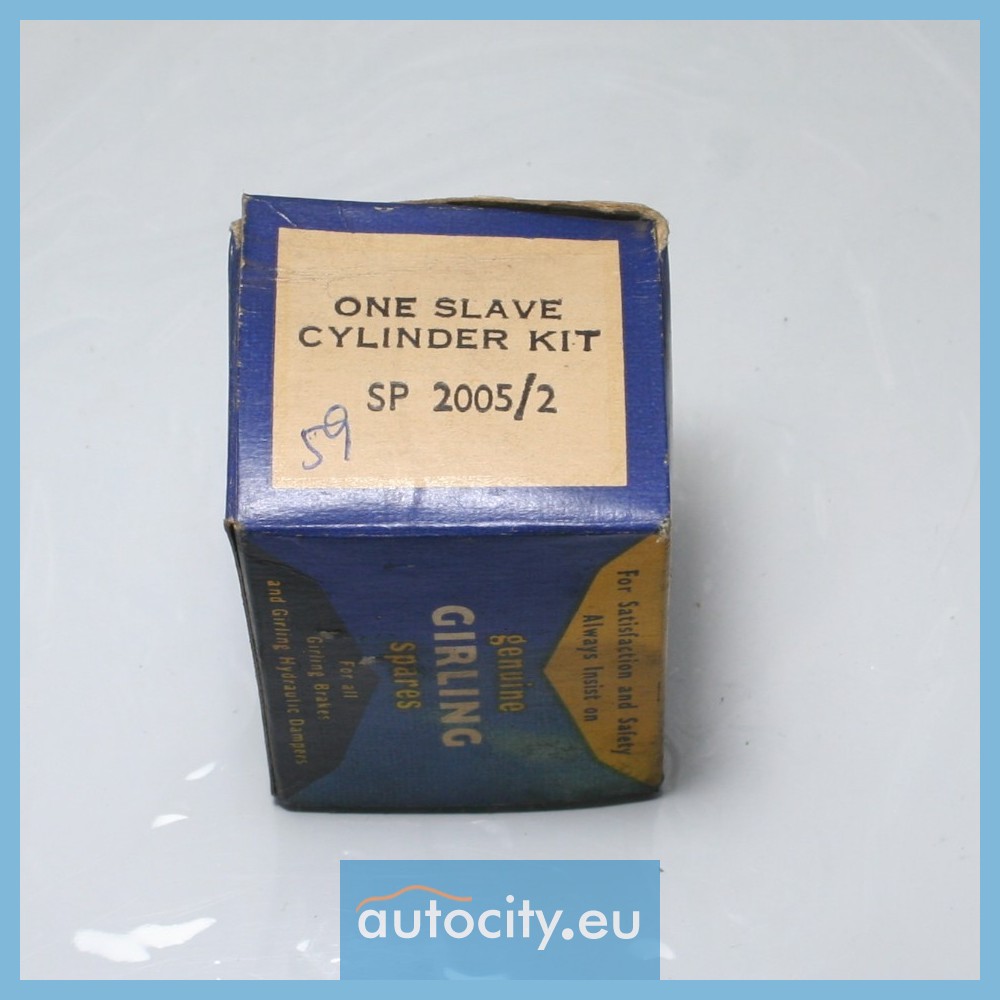 ONE SLAVE
CYLINDER KIT
SP 2005/2
59
For Satisfaction and Safety
Always Insist on
genuine
GIRLING
spares
For all
Girling Brakes
and Girling Hydraulic Dampers
autocity.eu